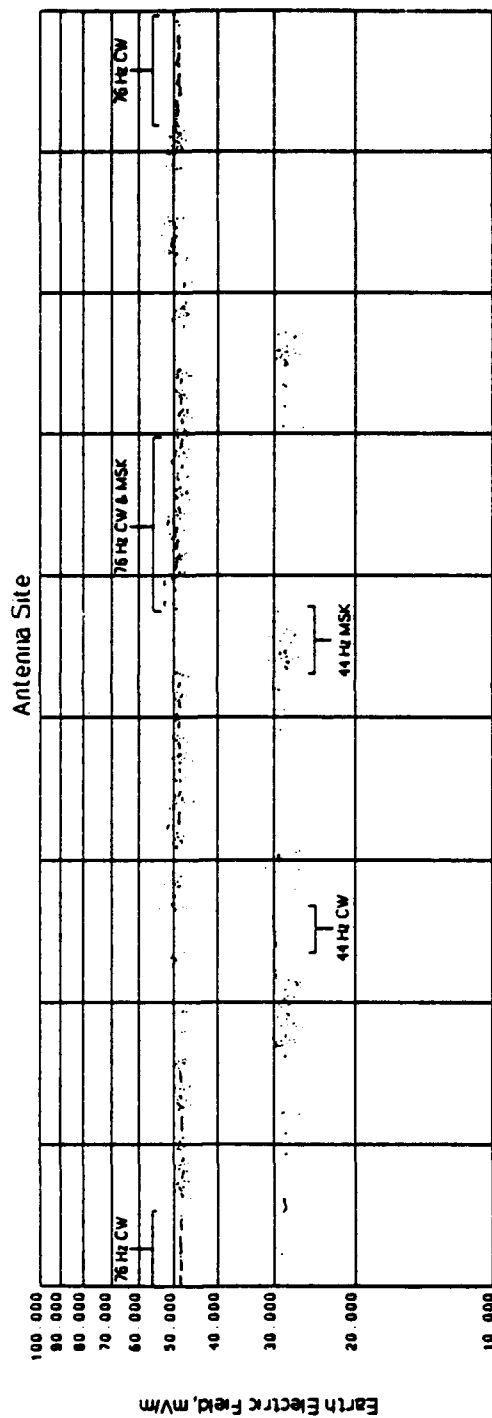 Antenna Site
76 Hz CW
76 Hz CW & MSK
76 Hz CW
44 Hz CW
44 Hz MSK
Earth Electric Field, mV/m
100.000
90.000
80.000
70.000
60.000
50.000
40.000
30.000
20.000
10.000